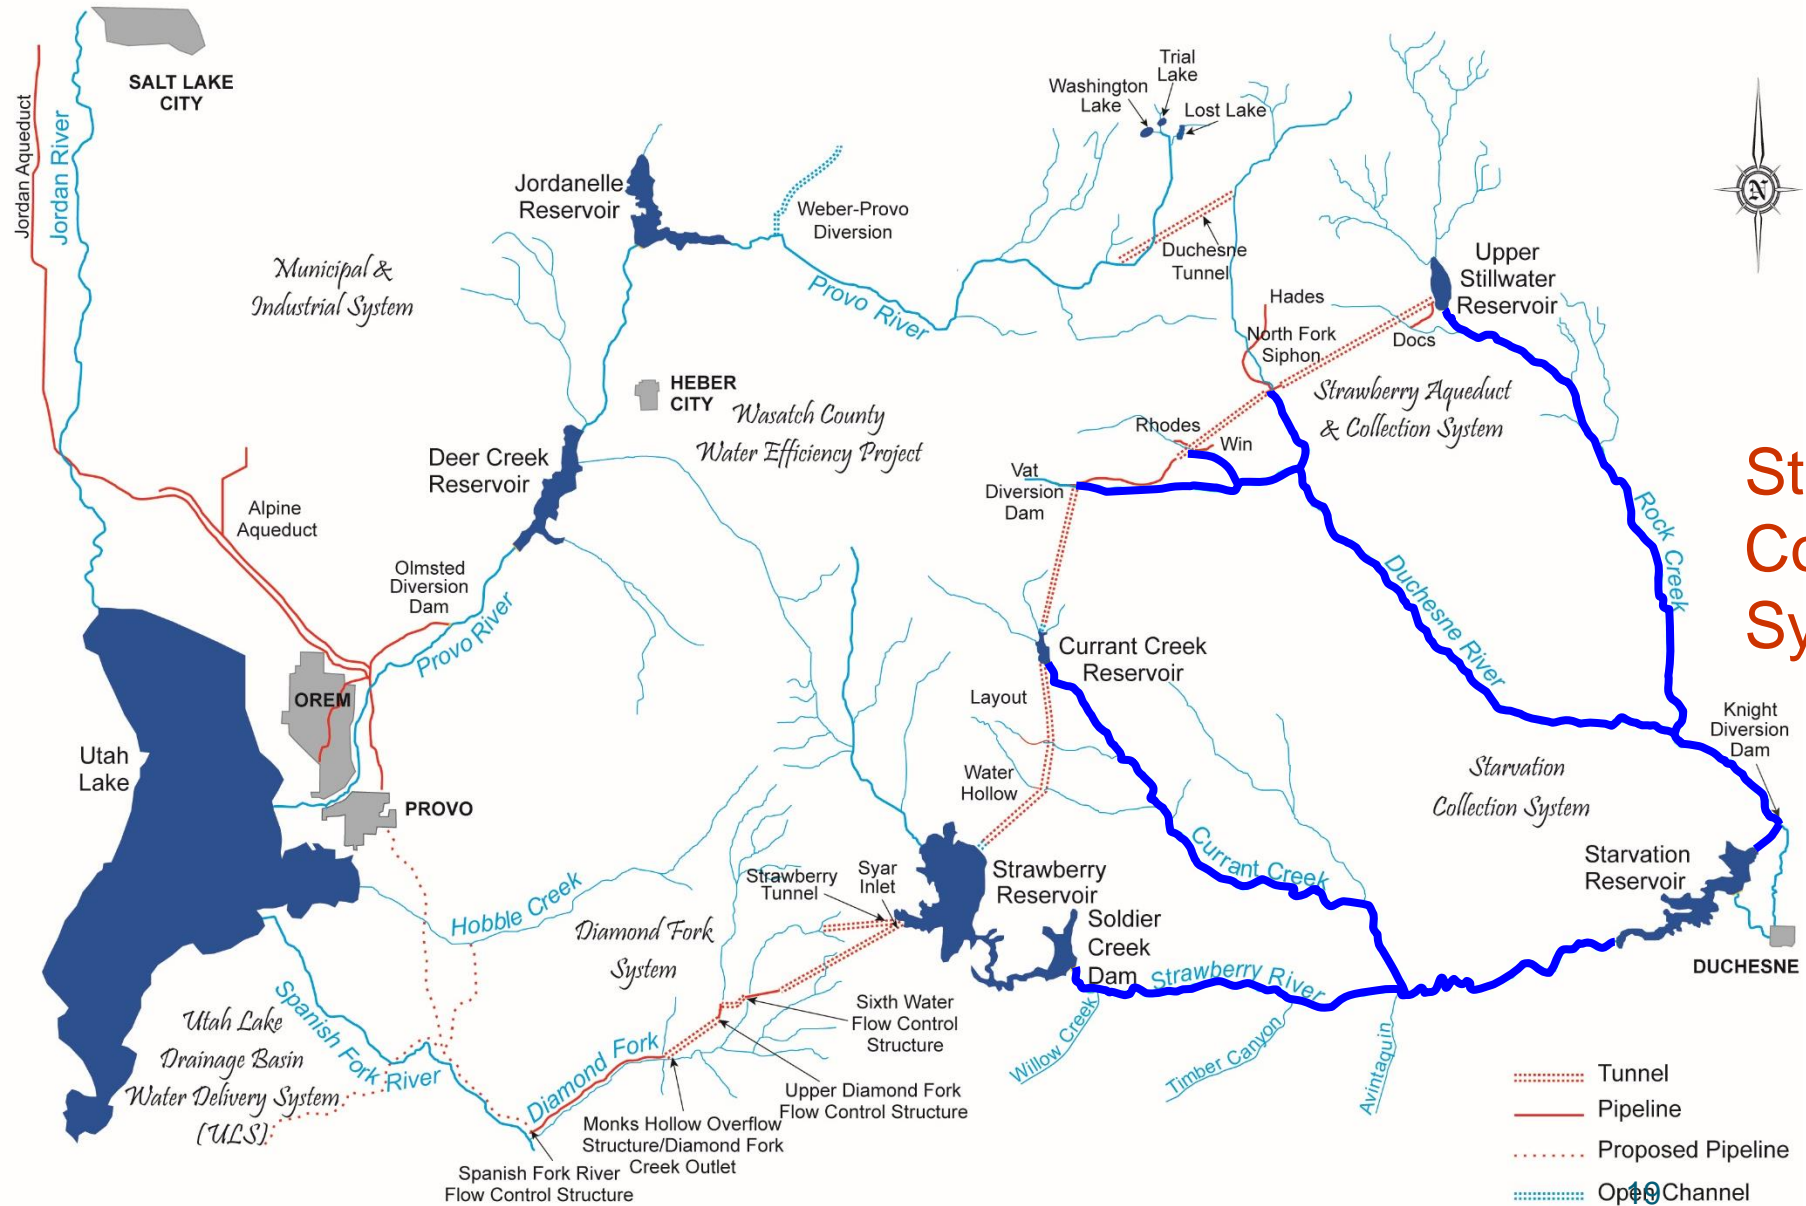 SALT LAKE
CITY
Jordan Aqueduct
Jordan River
Municipal &
Industrial System
Jordanelle
Reservoir
Weber-Provo
Diversion
Provo River
Washington
Lake
Trial
Lake
Lost Lake
Duchesne
Tunnel
N
Upper
Stillwater
Reservoir
Hades
North Fork
Siphon
Docs
Strawberry Aqueduct
& Collection System
HEBER
CITY
Wasatch County
Water Efficiency Project
Rhodes
Win
Vat
Diversion
Dam
Deer Creek
Reservoir
Alpine
Aqueduct
Olmsted
Diversion
Dam
Provo River
OREM
Utah
Lake
PROVO
St
Co
Sy
Rock Creek
Duchesne River
Currant Creek
Reservoir
Layout
Water
Hollow
Knight
Diversion
Dam
Starvation
Collection System
Currant Creek
Starvation
Reservoir
DUCHESNE
Strawberry
Tunnel
Syar
Inlet
Strawberry
Reservoir
Soldier
Creek
Dam
Strawberry River
Willow Creek
Timber Canyon
Avintaquin
Hobble Creek
Diamond Fork
System
Sixth Water
Flow Control
Structure
Upper Diamond Fork
Flow Control Structure
Diamond Fork
Monks Hollow Overflow
Structure/Diamond Fork
Creek Outlet
Spanish Fork River
Flow Control Structure
Spanish Fork River
Utah Lake
Drainage Basin
Water Delivery System
(ULS)
Tunnel
Pipeline
Proposed Pipeline
Open Channel
19